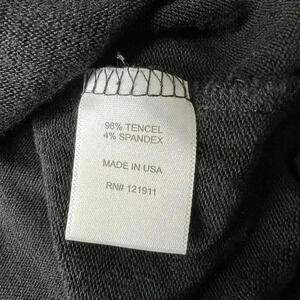 96% TENCEL
4% SPANDEX
MADE IN USA
RN# 121911